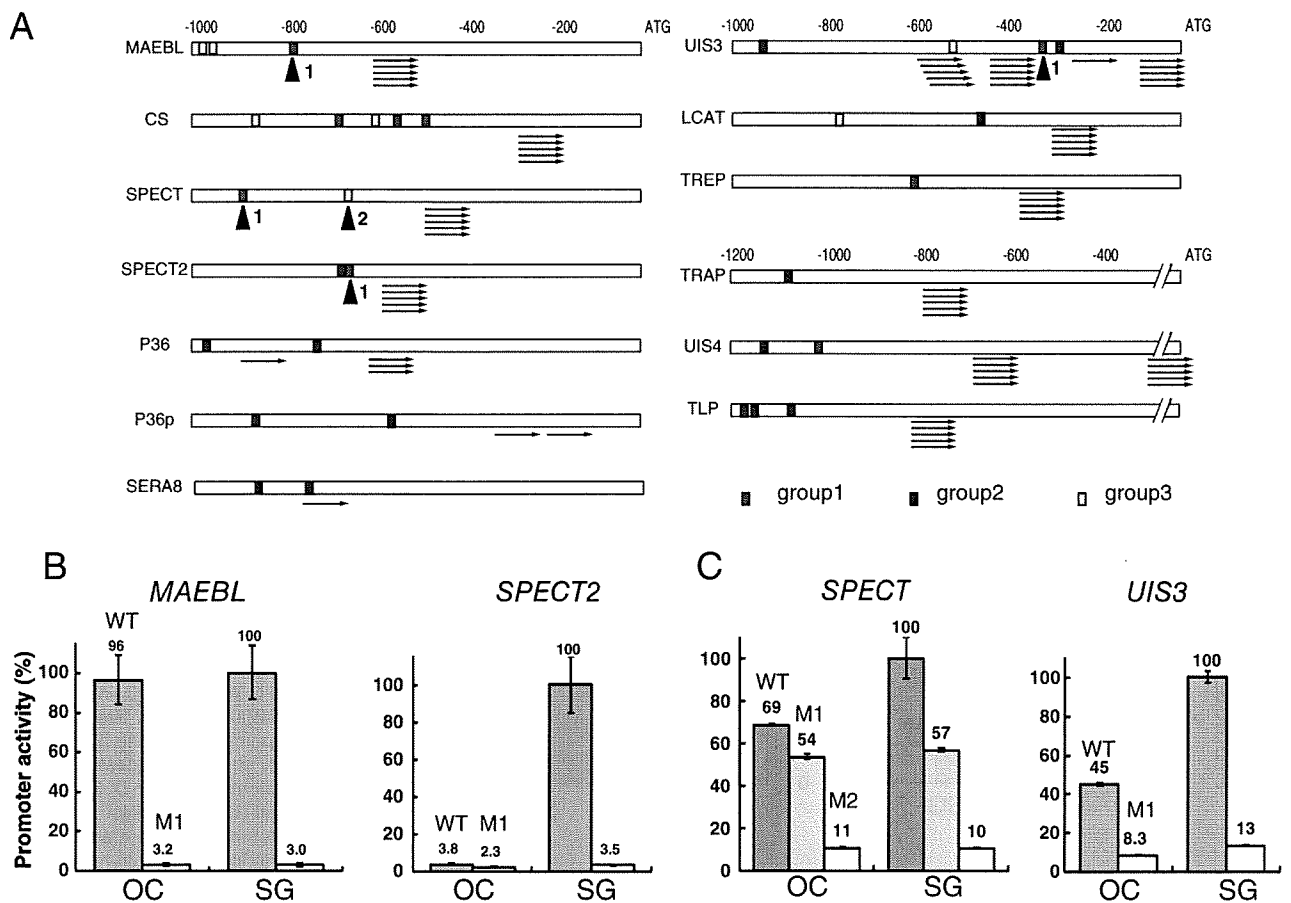 A
-1000 -800 -600 -400 -200 ATG
MAEBL
1
CS
SPECT
1 2
SPECT2
1
P36
P36p
SERA8
-1000 -800 -600 -400 -200 ATG
UIS3
1
LCAT
TREP
-1200 -1000 -800 -600 -400 ATG
TRAP
UIS4
TLP
group1 group2 group3
B
MAEBL
Promoter activity (%)
100
80
60
40
20
0
WT
96
M1
3.2
100
3.0
OC SG
SPECT2
100
80
60
40
20
0
WT M1
3.8 2.3
100
3.5
OC SG
C
SPECT
100
80
60
40
20
0
WT
69
M1
54
M2
11
100
57
10
OC SG
UIS3
100
80
60
40
20
0
WT
45
M1
8.3
100
13
OC SG